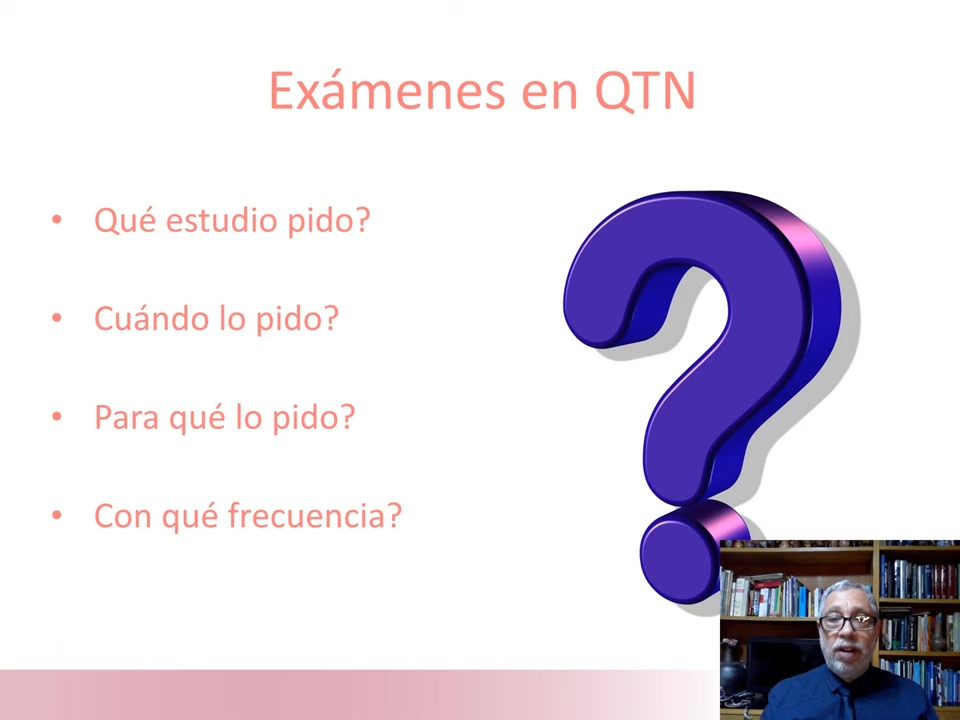 Exámenes en QTN
• Qué estudio pido?
• Cuándo lo pido?
• Para qué lo pido?
• Con qué frecuencia?